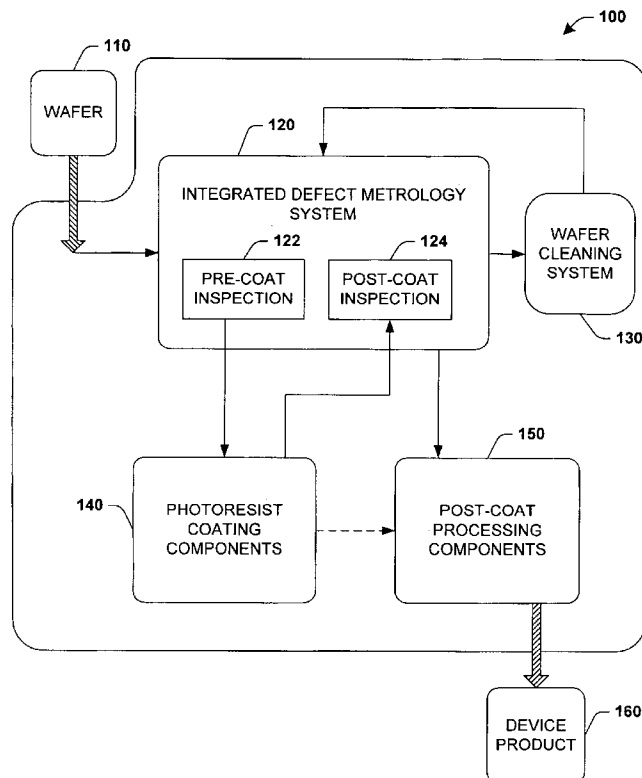 100
110
WAFER
120
INTEGRATED DEFECT METROLOGY
SYSTEM
122
PRE-COAT
INSPECTION
124
POST-COAT
INSPECTION
WAFER
CLEANING
SYSTEM
130
140
PHOTORESIST
COATING
COMPONENTS
150
POST-COAT
PROCESSING
COMPONENTS
DEVICE
PRODUCT
160